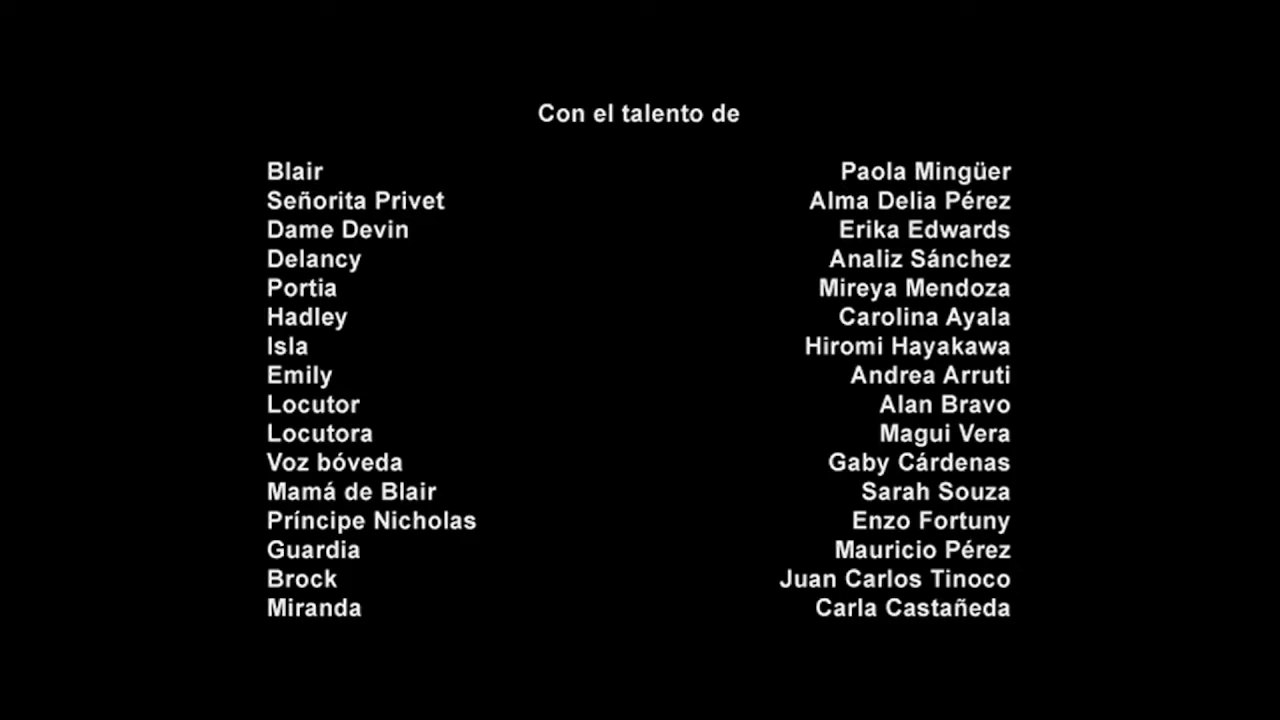 Con el talento de
Blair Paola Mingüer
Señorita Privet Alma Delia Pérez
Dame Devin Erika Edwards
Delancy Analiz Sánchez
Portia Mireya Mendoza
Hadley Carolina Ayala
Isla Hiromi Hayakawa
Emily Andrea Arruti
Locutor Alan Bravo
Locutora Magui Vera
Voz bóveda Gaby Cárdenas
Mamá de Blair Sarah Souza
Príncipe Nicholas Enzo Fortuny
Guardia Mauricio Pérez
Brock Juan Carlos Tinoco
Miranda Carla Castañeda